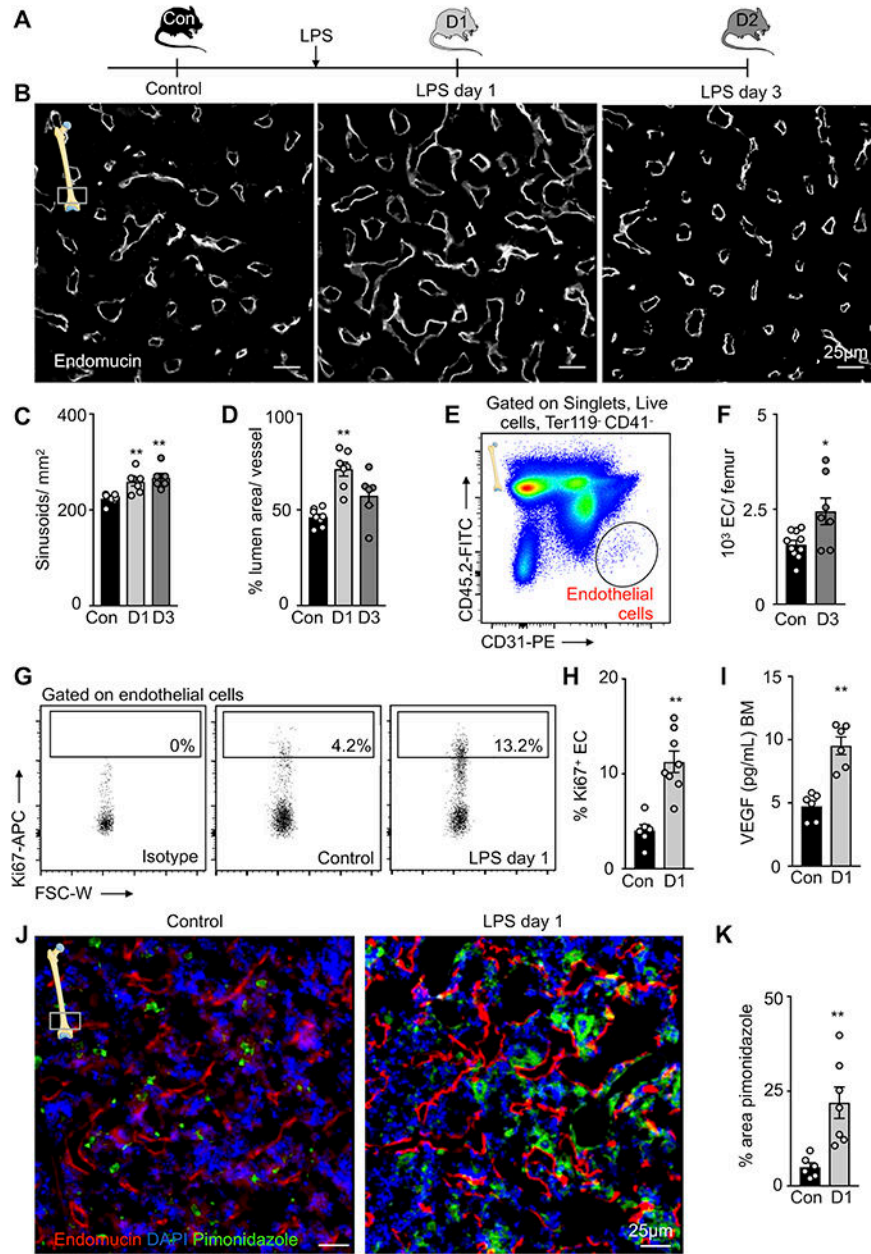 A
Con
LPS
D1
D2
B
Control
LPS day 1
LPS day 3
Endomucin
25μm
C
Sinusoids/ mm²
400
200
0
**
**
Con
D1
D3
D
% lumen area/ vessel
100
50
0
**
Con
D1
D3
E
Gated on Singlets, Live
cells, Ter119- CD41-
CD45.2-FITC
CD31-PE
Endothelial
cells
F
10³ EC/ femur
5
2.5
0
*
Con
D3
G
Gated on endothelial cells
Ki67-APC
FSC-W
0%
Isotype
4.2%
Control
13.2%
LPS day 1
H
% Ki67⁺ EC
20
10
0
**
Con
D1
I
VEGF (pg/mL) BM
15
10
5
0
**
Con
D1
J
Control
LPS day 1
Endomucin DAPI Pimonidazole
25μm
K
% area pimonidazole
50
25
0
**
Con
D1